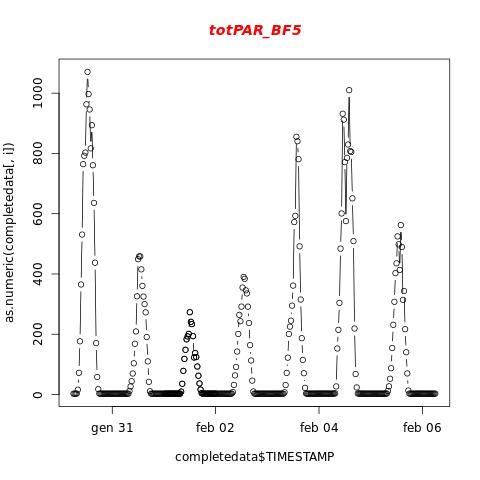 totPAR_BF5
as.numeric(completedata[, i])
1000
800
600
400
200
0
gen 31
feb 02
feb 04
feb 06
completedata$TIMESTAMP